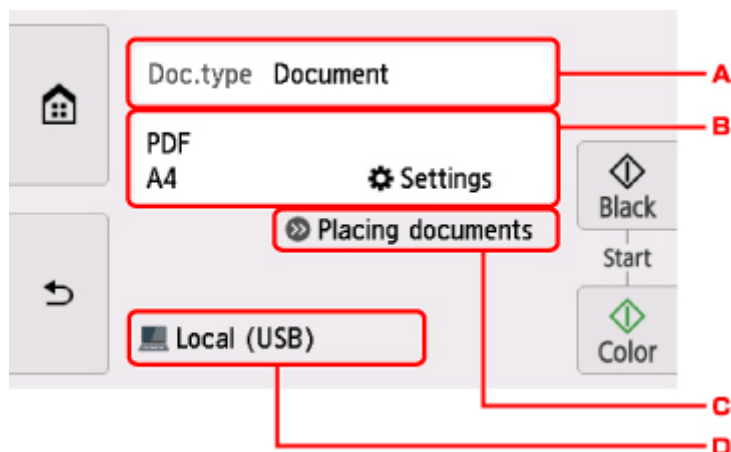 Doc.type Document
A
B
PDF
A4 Settings
Black
Placing documents
Start
Local (USB)
Color
C
D